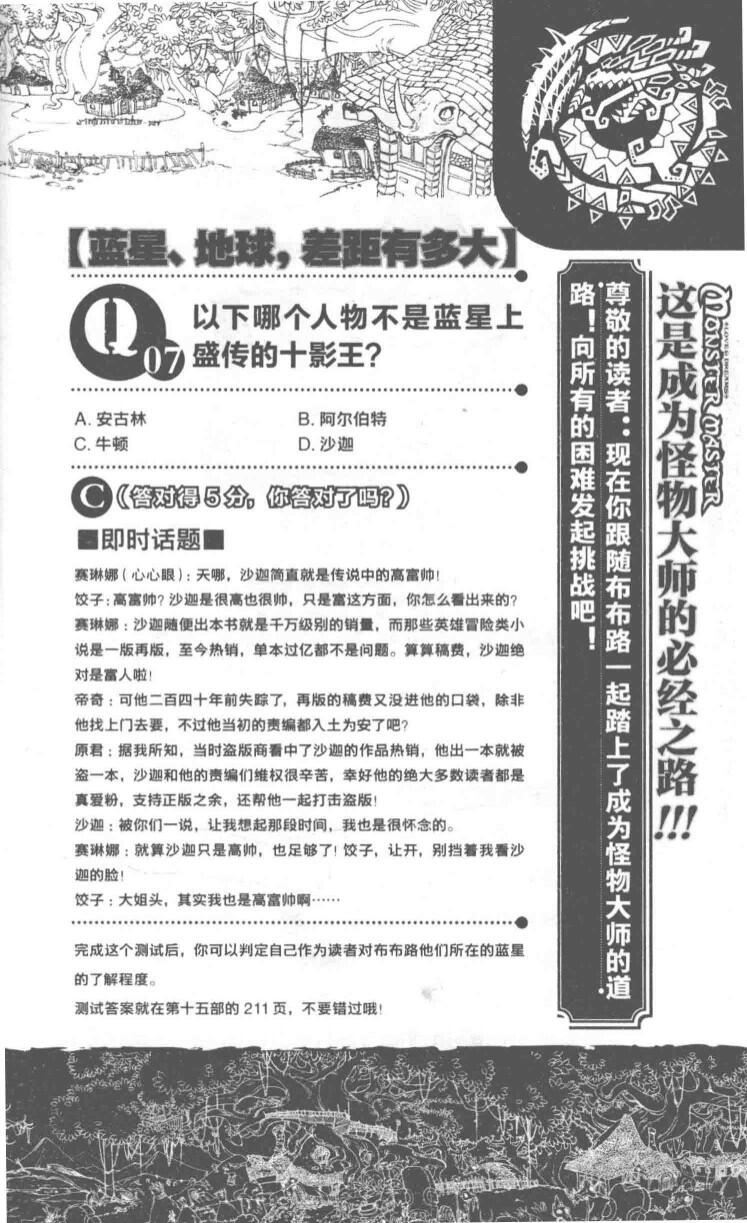 【蓝星、地球，差距有多大】
Q07
以下哪个人物不是蓝星上
盛传的十影王？
A. 安古林
B. 阿尔伯特
C. 牛顿
D. 沙迦
C（答对得5分，你答对了吗？）
■即时话题■
赛琳娜（心心眼）：天哪，沙迦简直就是传说中的高富帅！
饺子：高富帅？沙迦是很高也很帅，只是富这方面，你怎么看出来的？
赛琳娜：沙迦随便出本书就是千万级别的销量，而那些英雄冒险类小
说是一版再版，至今热销，单本过亿都不是问题。算算稿费，沙迦绝
对是富人啦！
帝奇：可他二百四十年前失踪了，再版的稿费又没进他的口袋，除非
他找上门去要，不过他当初的责编都入土为安了吧？
原君：据我所知，当时盗版商看中了沙迦的作品热销，他出一本就被
盗一本，沙迦和他的责编们维权很辛苦，幸好他的绝大多数读者都是
真爱粉，支持正版之余，还帮他一起打击盗版！
沙迦：被你们一说，让我想起那段时间，我也是很怀念的。
赛琳娜：就算沙迦只是高帅，也足够了！饺子，让开，别挡着我看沙
迦的脸！
饺子：大姐头，其实我也是高富帅啊……
完成这个测试后，你可以判定自己作为读者对布布路他们所在的蓝星
的了解程度。
测试答案就在第十五部的 211 页，不要错过哦！
MONSTER MASTER
这是成为怪物大师的必经之路!!!
尊敬的读者：现在你跟随布布路一起踏上了成为怪物大师的道
路！向所有的困难发起挑战吧！